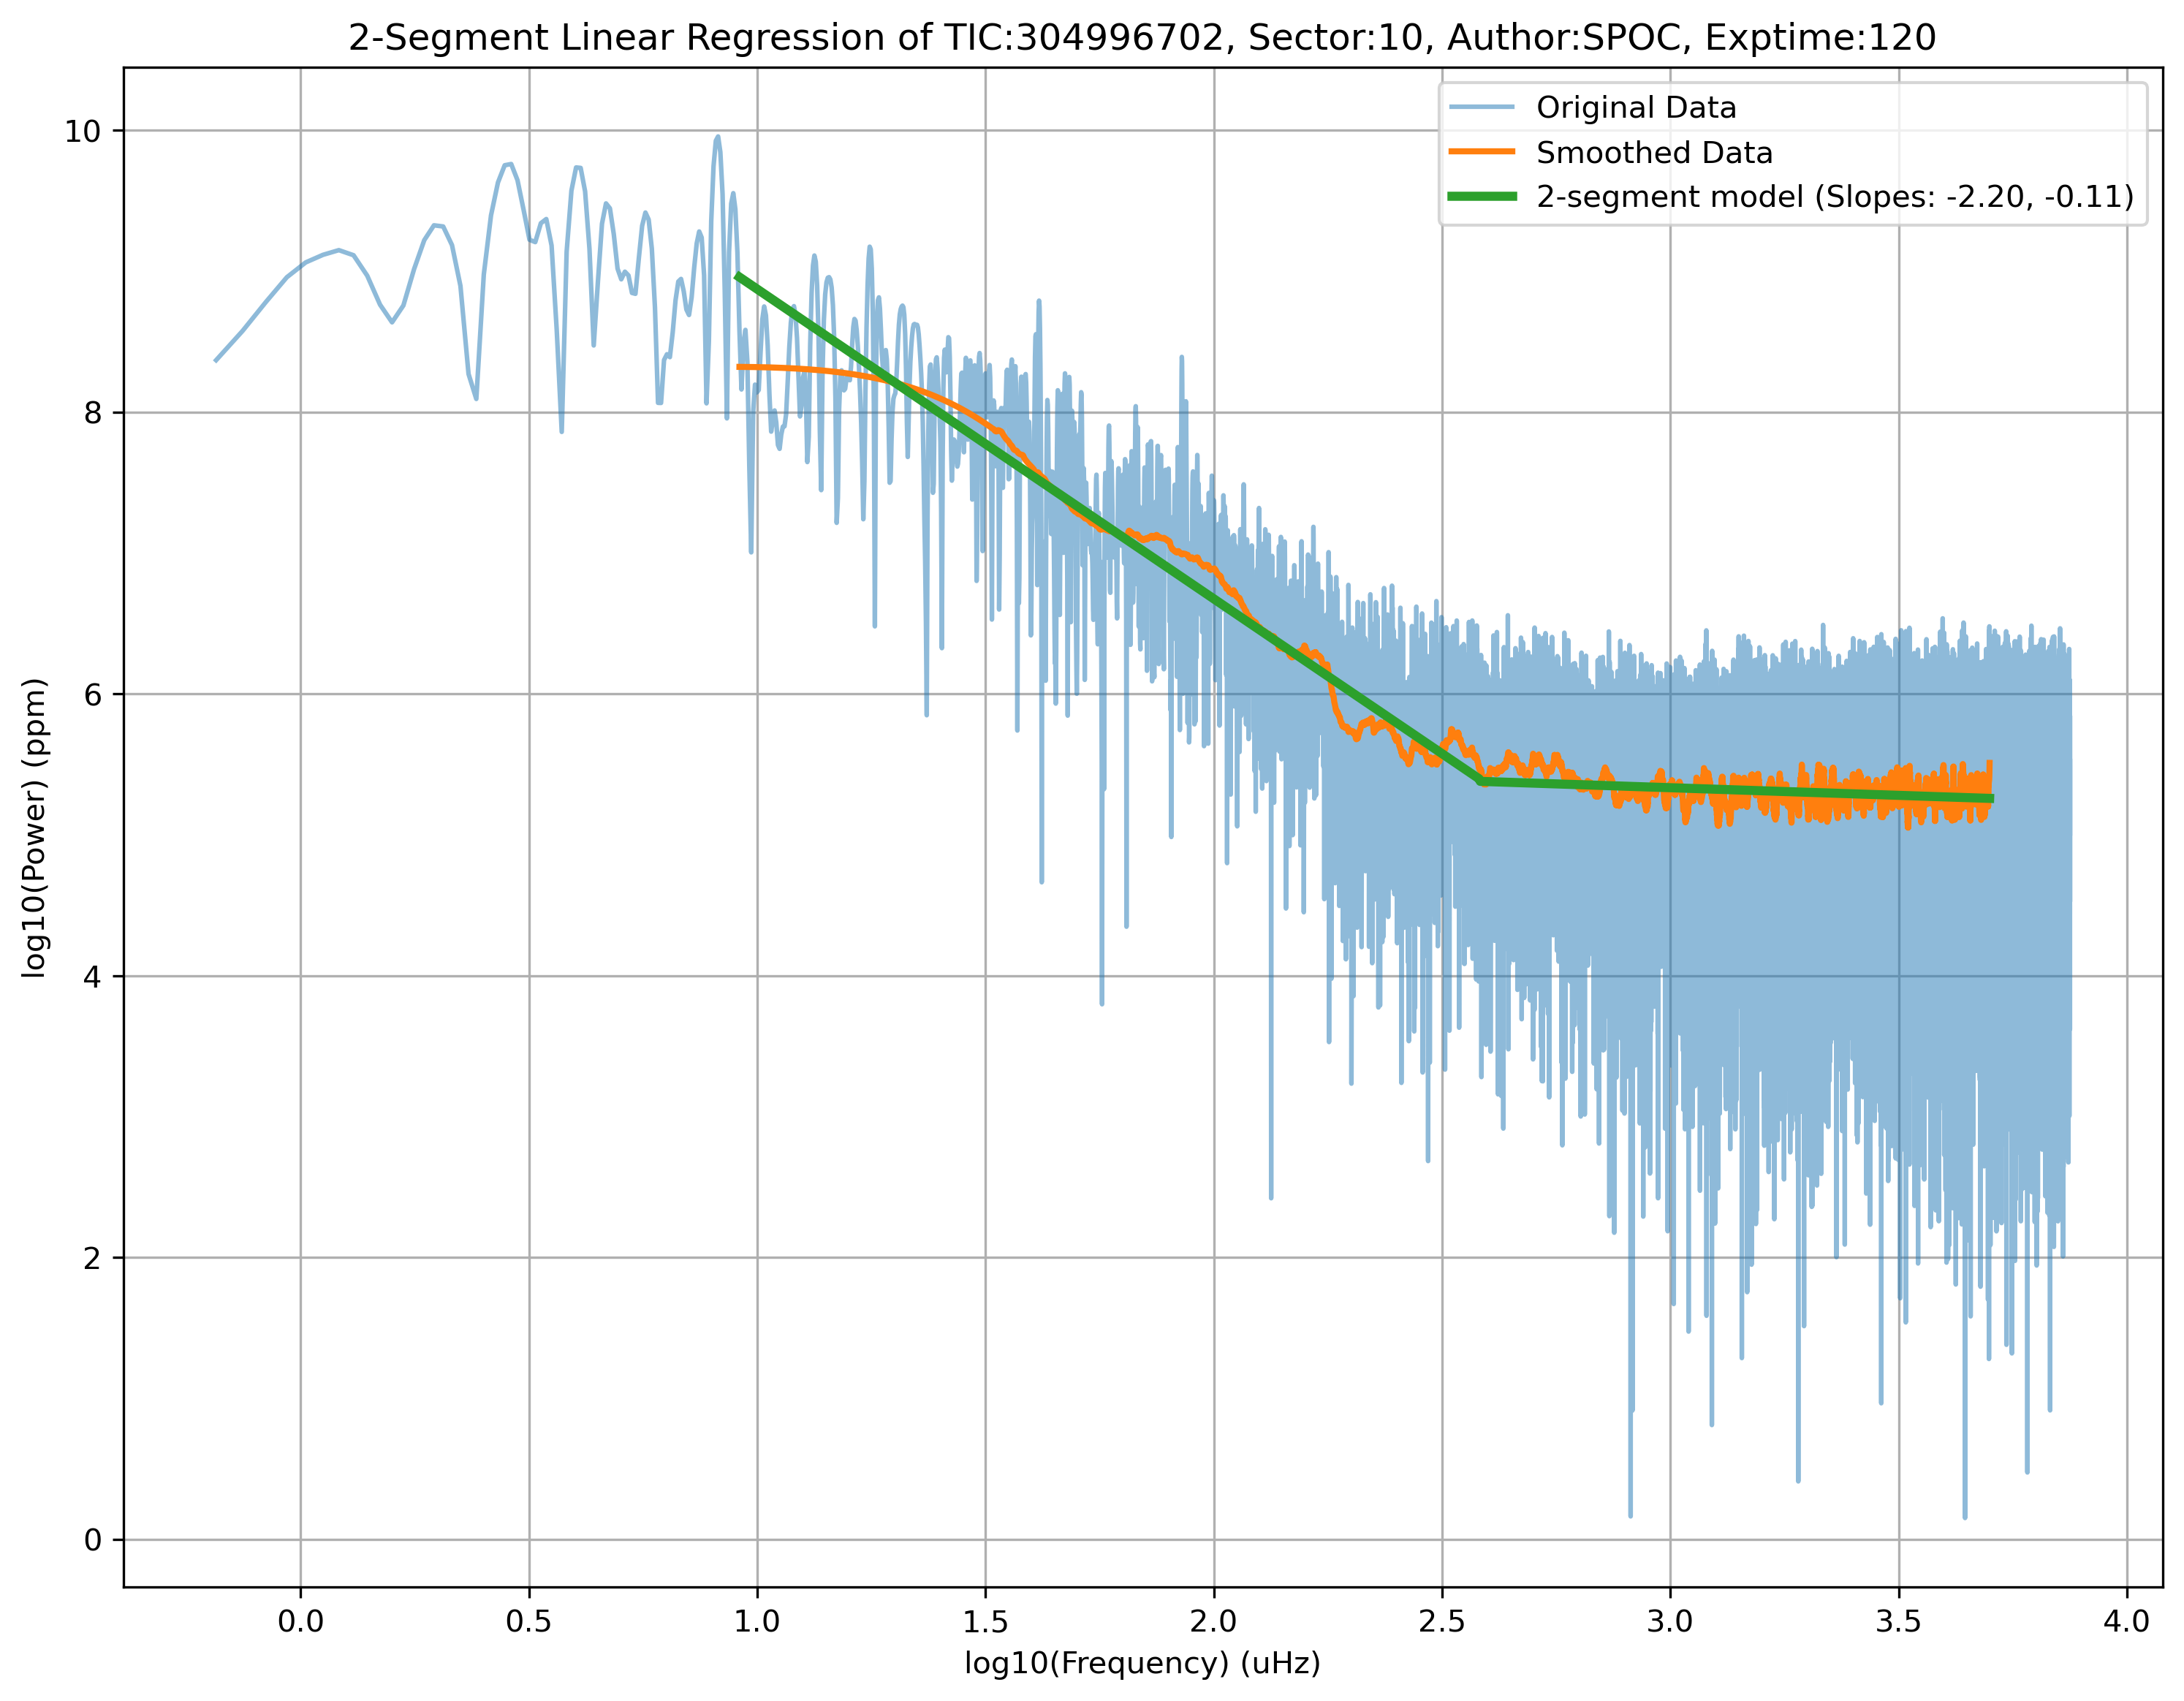 2-Segment Linear Regression of TIC:304996702, Sector:10, Author:SPOC, Exptime:120
Original Data
Smoothed Data
2-segment model (Slopes: -2.20, -0.11)
10
8
6
4
2
0
log10(Power) (ppm)
0.0 0.5 1.0 1.5 2.0 2.5 3.0 3.5 4.0
log10(Frequency) (uHz)